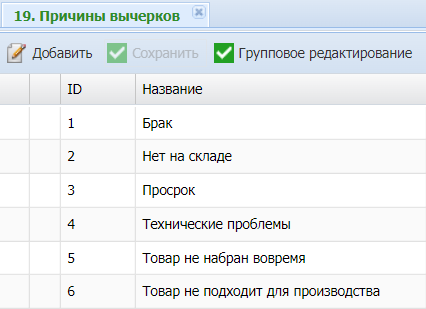 19. Причины вычерков
Добавить Сохранить Групповое редактирование
ID Название
1 Брак
2 Нет на складе
3 Просрок
4 Технические проблемы
5 Товар не набран вовремя
6 Товар не подходит для производства